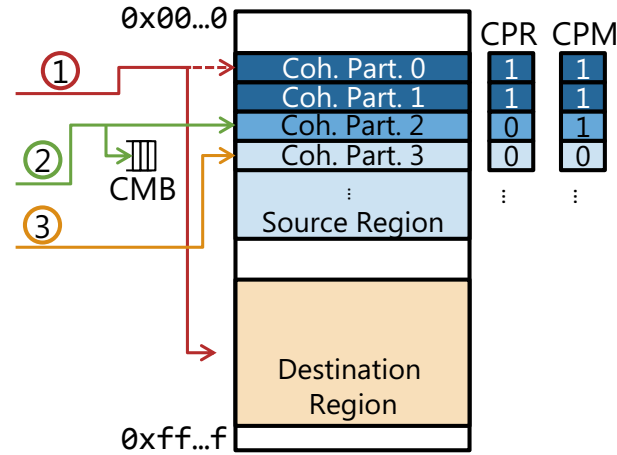 0x00…0
CPR CPM
① Coh. Part. 0 1 1
Coh. Part. 1 1 1
② Coh. Part. 2 0 1
CMB Coh. Part. 3 0 0
⋮ ⋮ ⋮
③ Source Region
Destination
Region
0xff…f